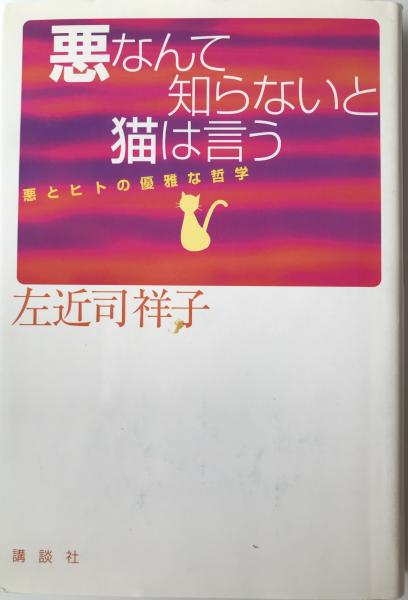 悪なんて
知らないと
猫は言う
悪とヒトの優雅な哲学
左近司祥子
講談社